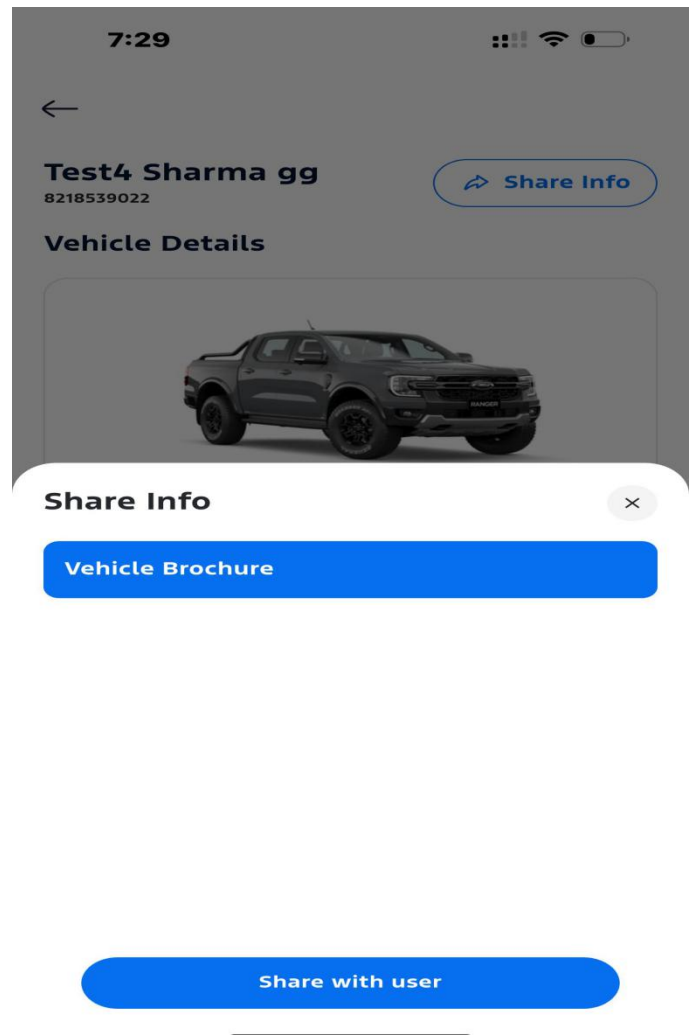 7:29
Test4 Sharma gg
Share Info
8218539022
Vehicle Details
RANGER
Share Info
Vehicle Brochure
Share with user